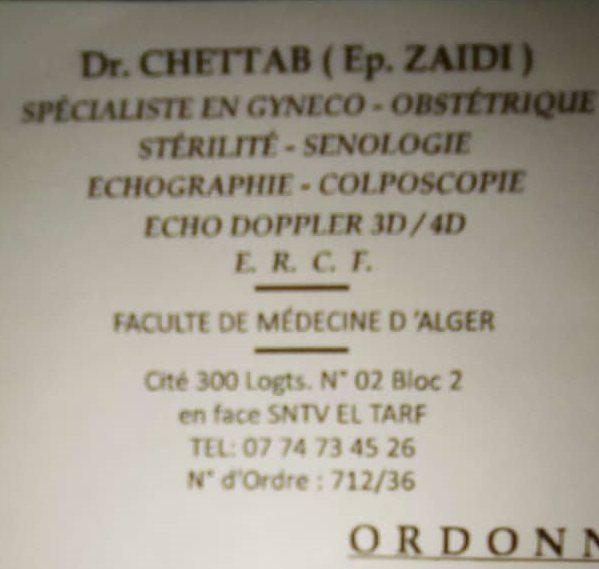 Dr. CHETTAB ( Ep. ZAIDI )
SPÉCIALISTE EN GYNECO - OBSTÉTRIQUE
STÉRILITÉ - SENOLOGIE
ECHOGRAPHIE - COLPOSCOPIE
ECHO DOPPLER 3D / 4D
E. R. C. F.
FACULTE DE MÉDECINE D 'ALGER
Cité 300 Logts. N° 02 Bloc 2
en face SNTV EL TARF
TEL: 07 74 73 45 26
N° d'Ordre : 712/36
ORDONN